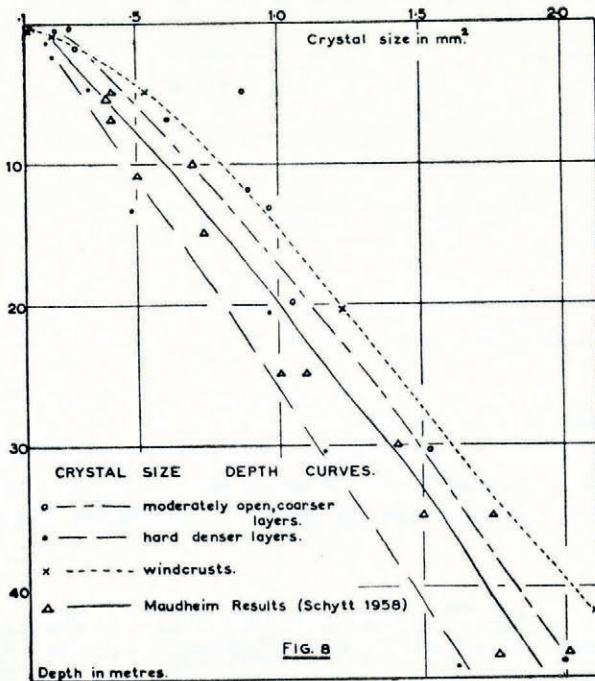 .1 .5 1.0 1.5 2.0
Crystal size in mm.²
10
20
30
40
CRYSTAL SIZE DEPTH CURVES.
moderately open, coarser
layers.
hard denser layers.
windcrusts.
Maudheim Results (Schytt 1958)
FIG. 8
Depth in metres.